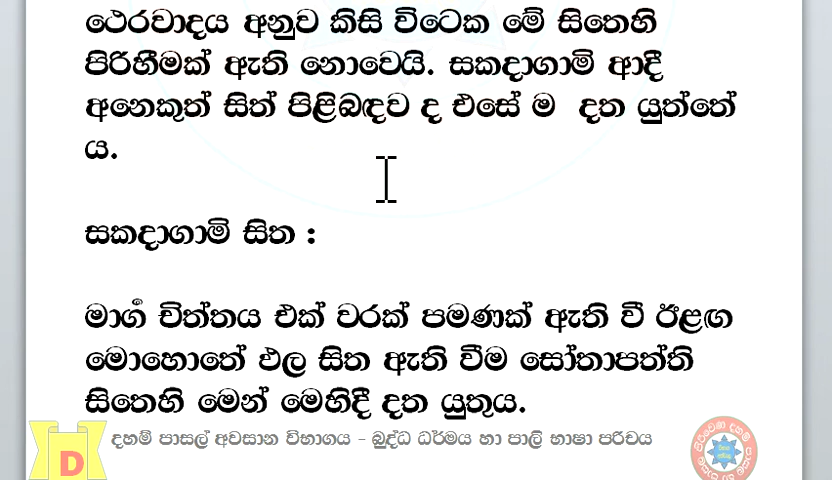 ථෙරවාදය අනුව කිසි විටෙක මේ සිතෙහි
පිරිහීමක් ඇති නොවෙයි. සකදාගාමි ආදී
අනෙකුත් සිත් පිළිබඳව ද එසේ ම දත යුත්තේ
ය.
සකදාගාමි සිත :
මාර්ග චිත්තය එක් වරක් පමණක් ඇති වී ඊළඟ
මොහොතේ ඵල සිත ඇති වීම සෝතාපත්ති
සිතෙහි මෙන් මෙහිදී දත යුතුය.
දහම් පාසල් අවසාන විභාගය - බුද්ධ ධර්මය හා පාලි භාෂා පරිචය
D